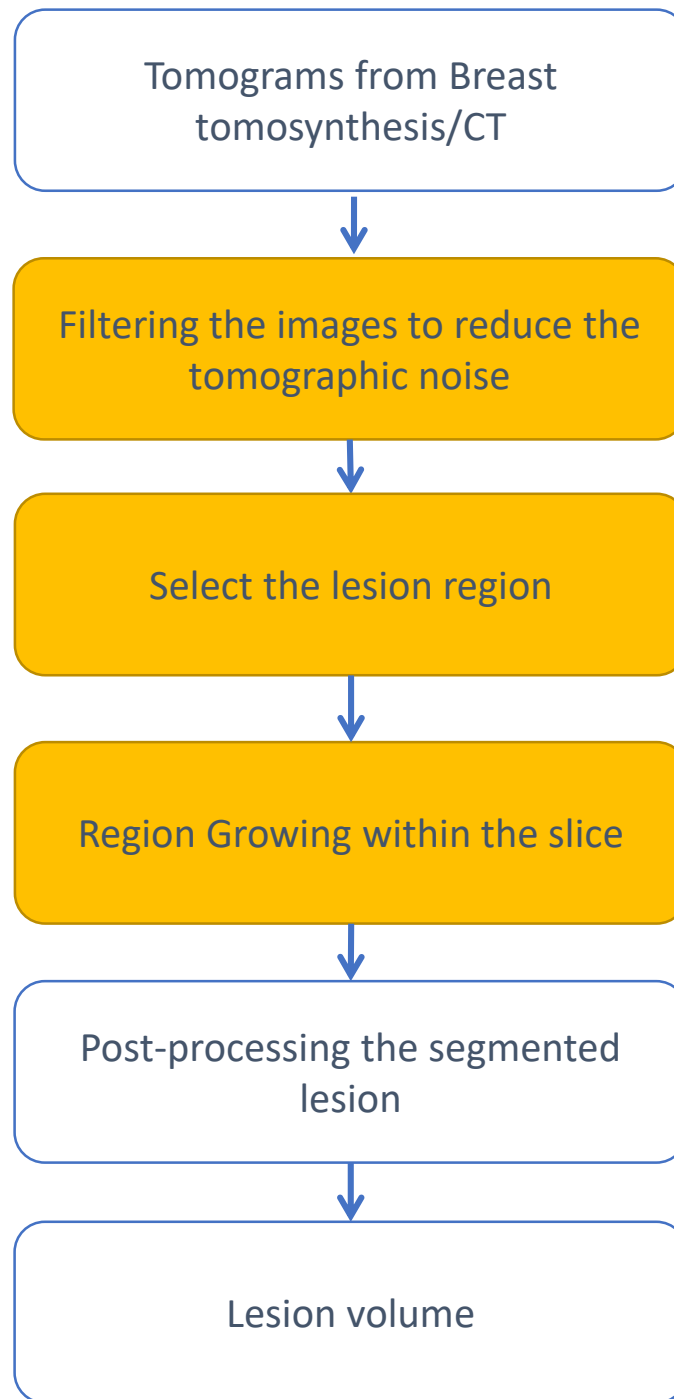 Tomograms from Breast
tomosynthesis/CT
Filtering the images to reduce the
tomographic noise
Select the lesion region
Region Growing within the slice
Post-processing the segmented
lesion
Lesion volume